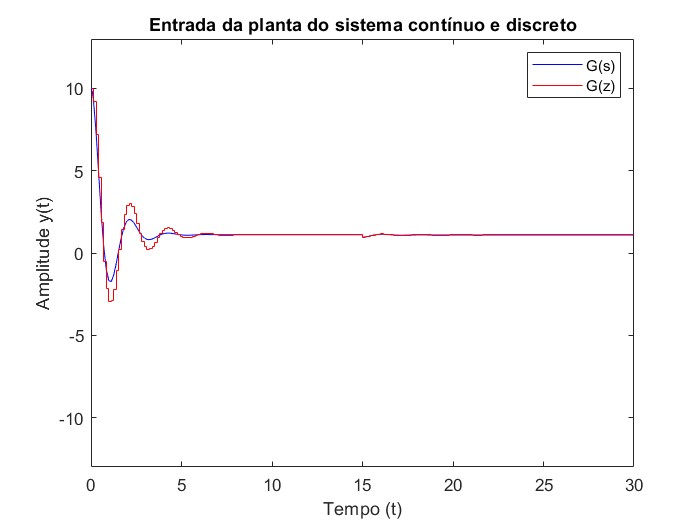 Entrada da planta do sistema contínuo e discreto
G(s)
G(z)
10
5
0
-5
-10
Amplitude y(t)
0 5 10 15 20 25 30
Tempo (t)